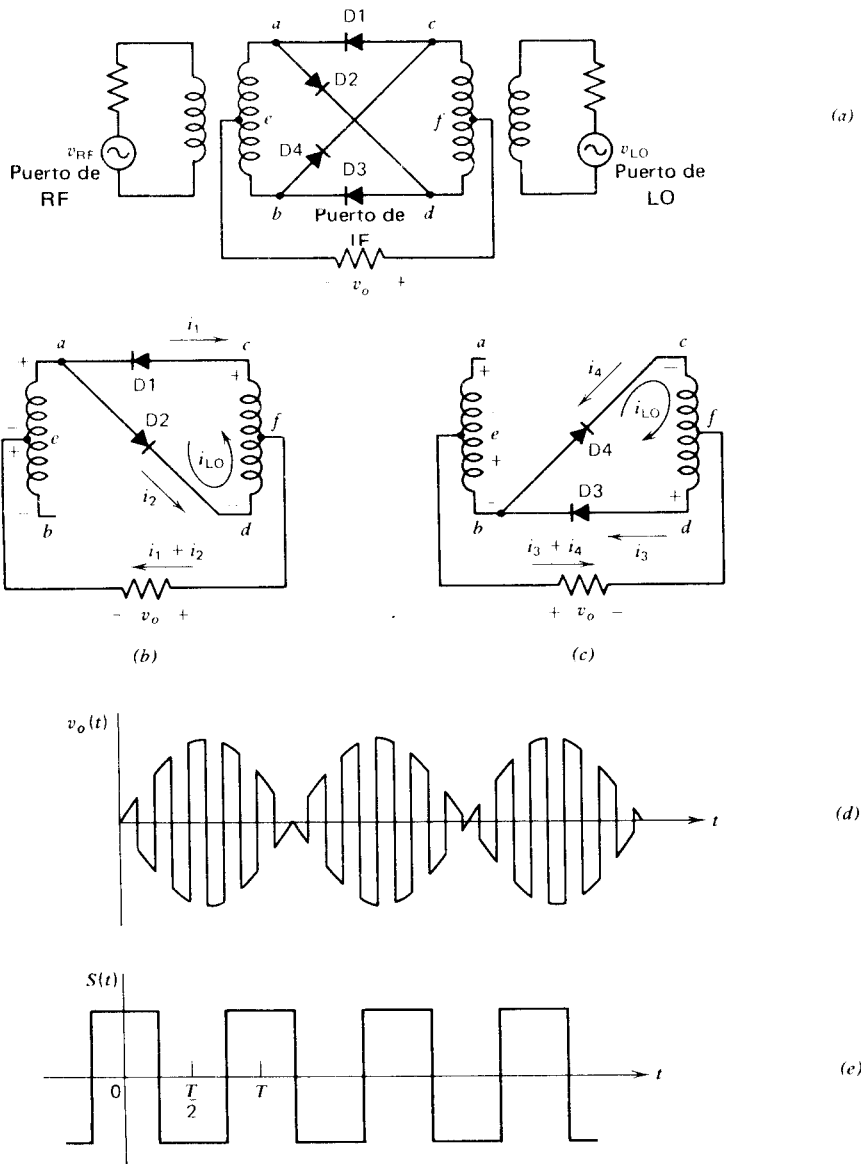 a
D1
c
D2
e
f
(a)
v_RF
D4
v_LO
Puerto de
RF
D3
Puerto de
LO
b
Puerto de
d
IF
- v_o +
a
i_1
c
+
+
D1
D2
-
e
f
+
i_LO
-
i_2
-
b
d
i_1 + i_2
- v_o +
(b)
a
c
+
i_4
-
i_LO
e
f
+
D4
-
D3
+
b
d
i_3 + i_4
i_3
+ v_o -
(c)
v_o(t)
t
(d)
S(t)
0
T/2
T
t
(e)